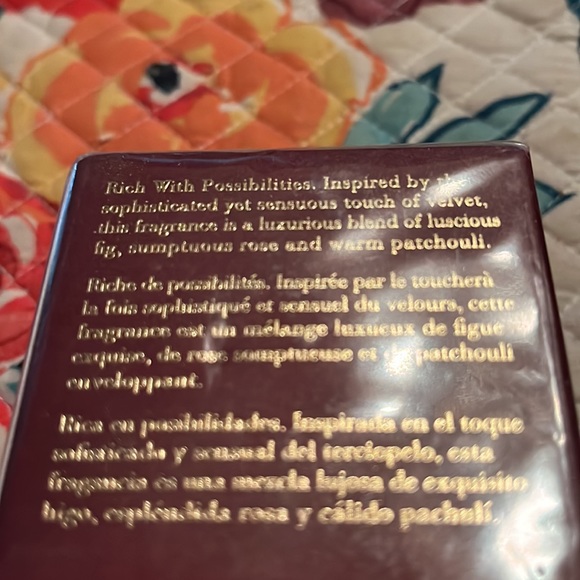 Rich With Possibilities. Inspired by the
sophisticated yet sensuous touch of velvet,
this fragrance is a luxurious blend of luscious
fig, sumptuous rose and warm patchouli.
Riche de possibilités. Inspirée par le toucherà
la fois sophistiqué et sensuel du velours, cette
fragrance est un mélange luxueux de figue
exquise, de rose somptueuse et de patchouli
enveloppant.
Rica en posibilidades. Inspirada en el toque
sofisticado y sensual del terciopelo, esta
fragancia es una mezcla lujosa de exquisito
higo, espléndida rosa y cálido pachulí.